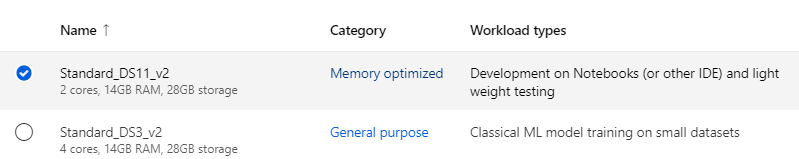 Name ↑ Category Workload types
Standard_DS11_v2 Memory optimized Development on Notebooks (or other IDE) and light
2 cores, 14GB RAM, 28GB storage weight testing
Standard_DS3_v2 General purpose Classical ML model training on small datasets
4 cores, 14GB RAM, 28GB storage